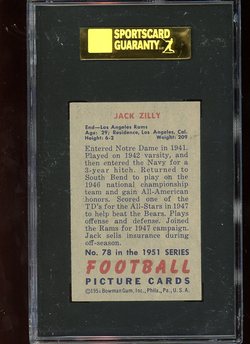 SPORTSCARD
GUARANTY
JACK ZILLY
End—Los Angeles Rams
Age: 29; Residence, Los Angeles, Cal.
Height: 6-2 Weight: 209
Entered Notre Dame in 1941.
Played on 1942 varsity, and
then entered the Navy for a
3-year hitch. Returned to
South Bend to play on the
1946 national championship
team and gain All-American
honors. Scored one of the
TD's for the All-Stars in 1947
to help beat the Bears. Plays
offense and defense. Joined
the Rams for 1947 campaign.
Jack sells insurance during
off-season.
No. 78 in the 1951 SERIES
FOOTBALL
PICTURE CARDS
©1951 Bowman Gum, Inc., Phila., Pa., U. S. A.